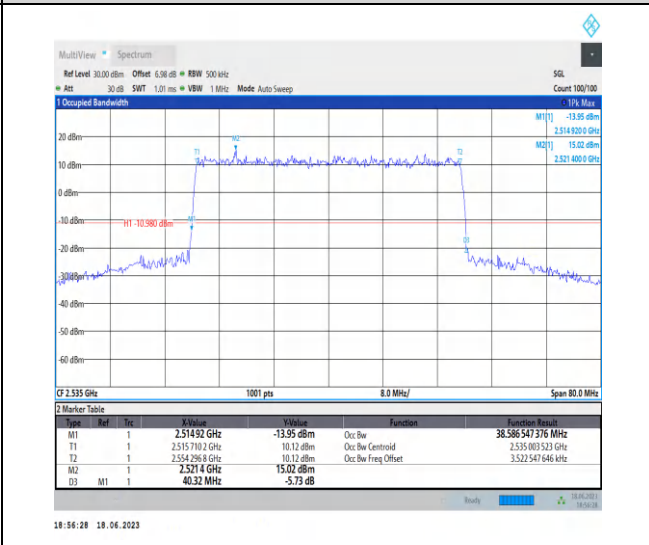 MultiView Spectrum
Ref Level 30.00 dBm Offset 6.98 dB RBW 500 kHz SGL
Att 30 dB SWT 1.01 ms VBW 1 MHz Mode Auto Sweep Count 100/100
1 Occupied Bandwidth 1Pk Max
M1[1] -13.95 dBm
2.514 920 0 GHz
M2[1] 15.02 dBm
2.521 400 0 GHz
M2
T1
T2
20 dBm
10 dBm
0 dBm
-10 dBm
H1 -10.980 dBm
M1
D1
-20 dBm
-30 dBm
-40 dBm
-50 dBm
-60 dBm
CF 2.535 GHz 1001 pts 8.0 MHz/ Span 80.0 MHz
2 Marker Table
Type Ref Trc X-Value Y-Value Function Function Result
M1 1 2.514 92 GHz -13.95 dBm Occ Bw 38.586 547 376 MHz
T1 1 2.515 710 2 GHz 10.12 dBm Occ Bw Centroid 2.535 003 523 GHz
T2 1 2.554 296 8 GHz 10.12 dBm Occ Bw Freq Offset 3.522 547 646 kHz
M2 1 2.521 4 GHz 15.02 dBm
D3 M1 1 40.32 MHz -5.73 dB
Ready 18.06.2023
18:56:28
18:56:28 18.06.2023